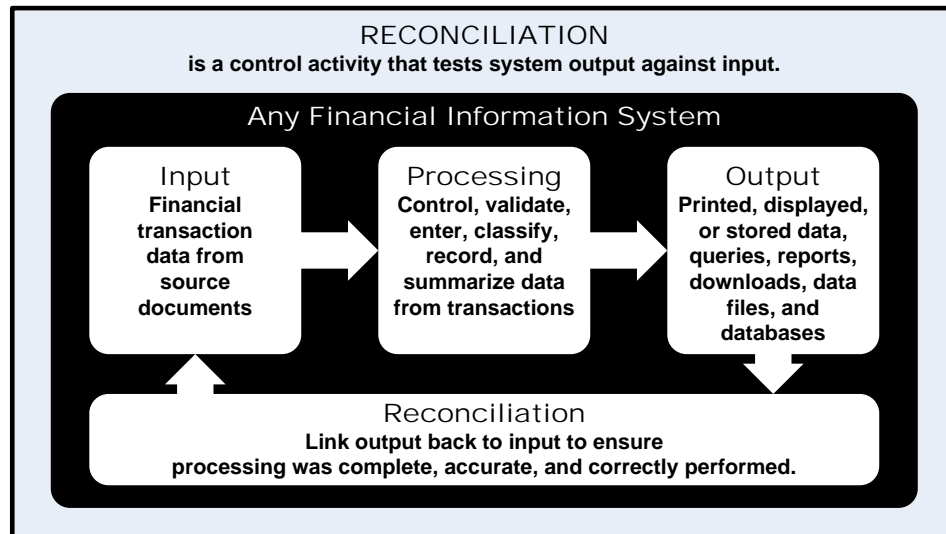 RECONCILIATION
is a control activity that tests system output against input.
Any Financial Information System
Input
Financial
transaction
data from
source
documents
Processing
Control, validate,
enter, classify,
record, and
summarize data
from transactions
Output
Printed, displayed,
or stored data,
queries, reports,
downloads, data
files, and
databases
Reconciliation
Link output back to input to ensure
processing was complete, accurate, and correctly performed.